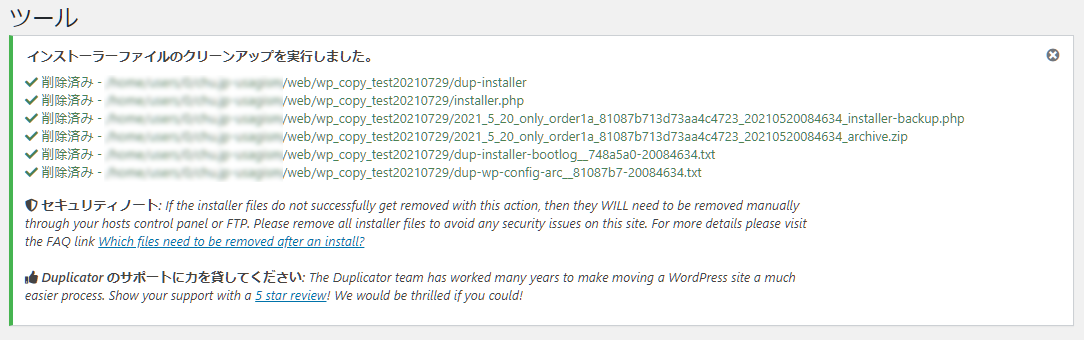 ツール
インストーラーファイルのクリーンアップを実行しました。
削除済み - /web/wp_copy_test20210729/dup-installer
削除済み - /web/wp_copy_test20210729/installer.php
削除済み - /web/wp_copy_test20210729/2021_5_20_only_order1a_81087b713d73aa4c4723_20210520084634_installer-backup.php
削除済み - /web/wp_copy_test20210729/2021_5_20_only_order1a_81087b713d73aa4c4723_20210520084634_archive.zip
削除済み - /web/wp_copy_test20210729/dup-installer-bootlog__748a5a0-20084634.txt
削除済み - /web/wp_copy_test20210729/dup-wp-config-arc__81087b7-20084634.txt
セキュリティノート: If the installer files do not successfully get removed with this action, then they WILL need to be removed manually
through your hosts control panel or FTP. Please remove all installer files to avoid any security issues on this site. For more details please visit
the FAQ link Which files need to be removed after an install?
Duplicator のサポートに力を貸してください: The Duplicator team has worked many years to make moving a WordPress site a much
easier process. Show your support with a 5 star review! We would be thrilled if you could!